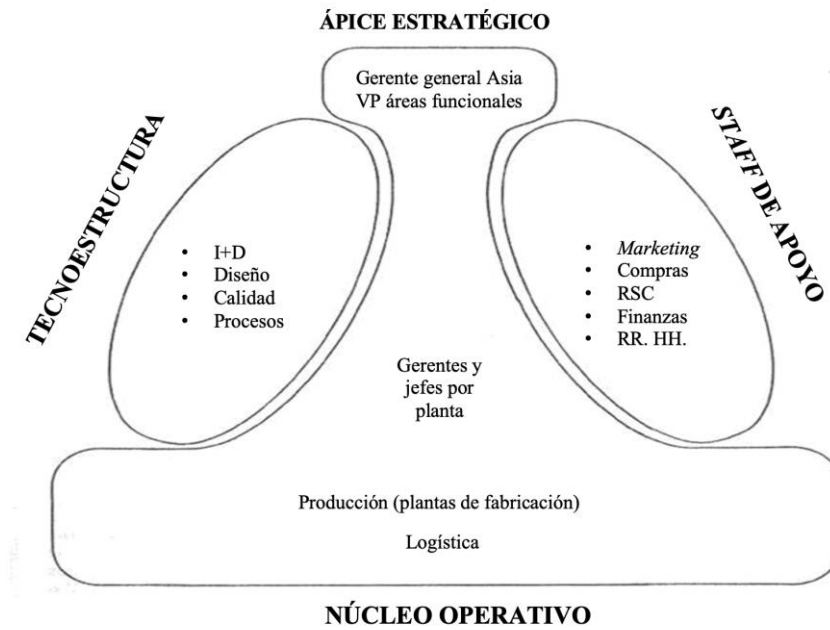 ÁPICE ESTRATÉGICO
Gerente general Asia
VP áreas funcionales
TECNOESTRUCTURA
• I+D
• Diseño
• Calidad
• Procesos
STAFF DE APOYO
• Marketing
• Compras
• RSC
• Finanzas
• RR. HH.
Gerentes y
jefes por
planta
Producción (plantas de fabricación)
Logística
NÚCLEO OPERATIVO